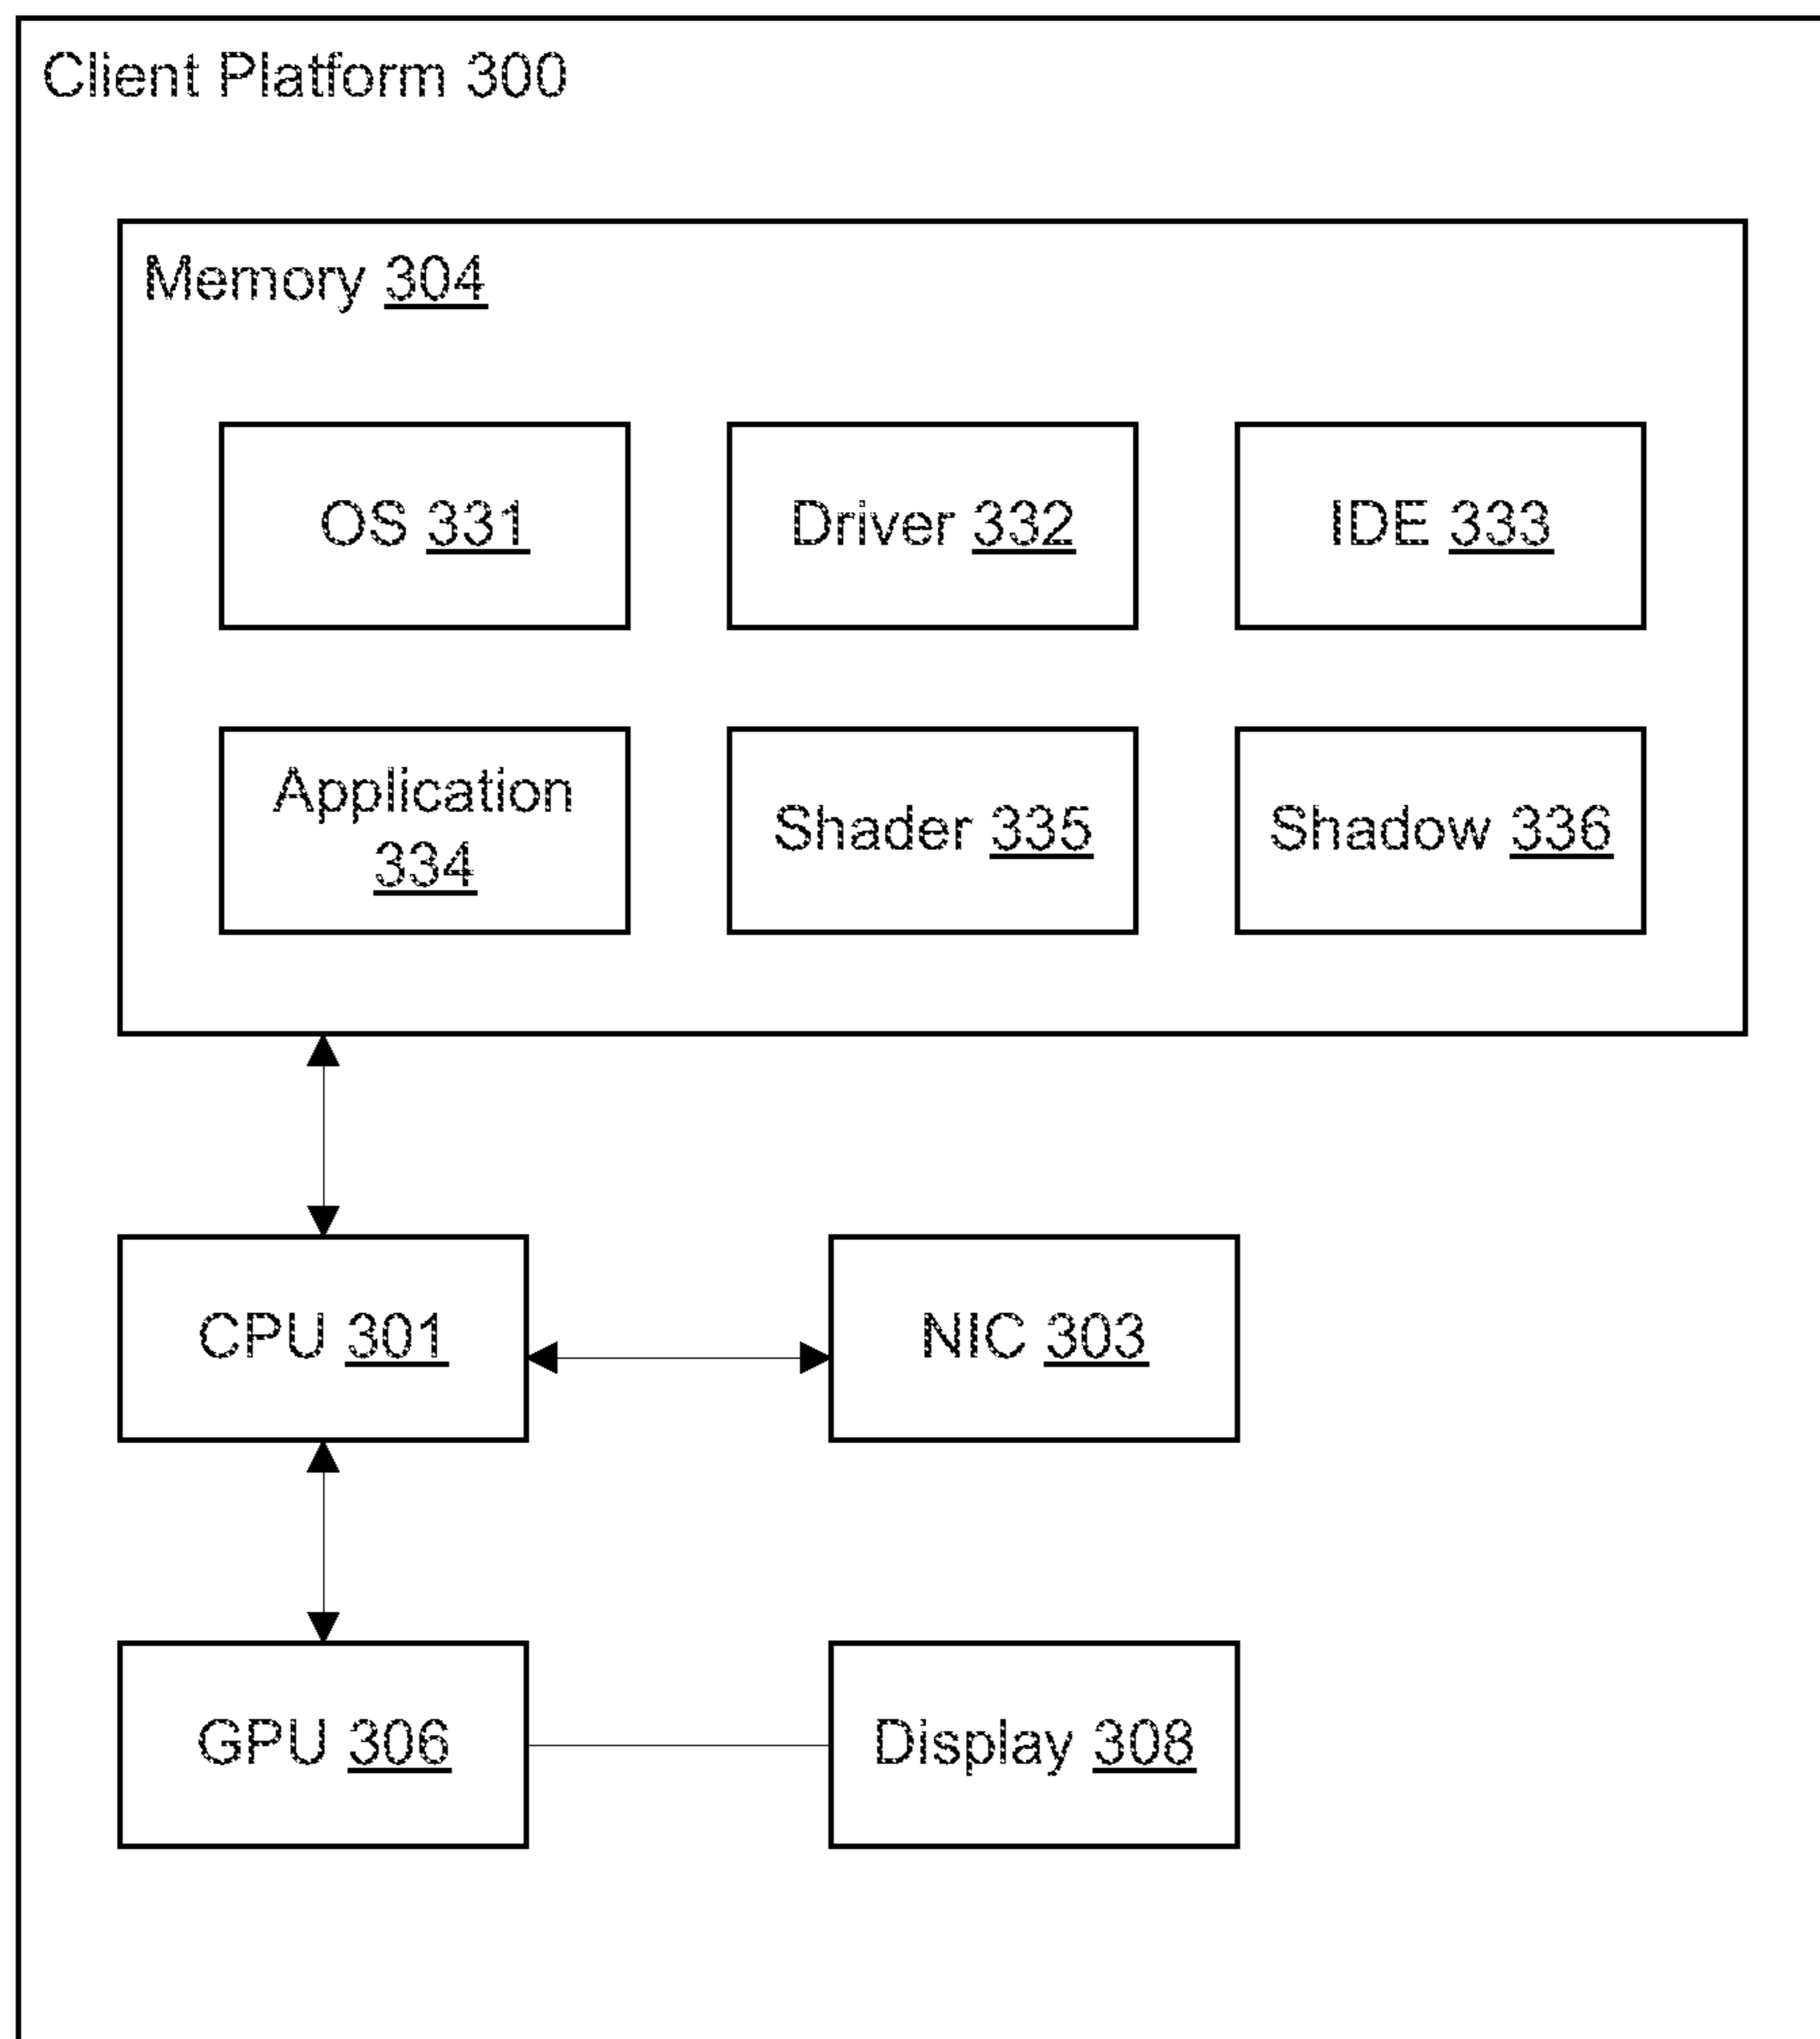 Client Platform 300
Memory 304
OS 331
Driver 332
IDE 333
Application
334
Shader 335
Shadow 336
CPU 301
NIC 303
GPU 306
Display 308